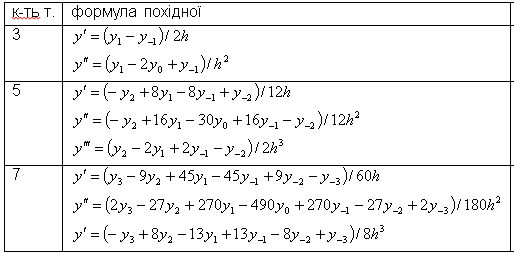 к-ть т. формула похідної
3 y′ = (y₁ − y₋₁)/2h
y″ = (y₁ − 2y₀ + y₋₁)/h²
5 y′ = (− y₂ + 8y₁ − 8y₋₁ + y₋₂)/12h
y″ = (− y₂ + 16y₁ − 30y₀ + 16y₋₁ − y₋₂)/12h²
y‴ = (y₂ − 2y₁ + 2y₋₁ − y₋₂)/2h³
7 y′ = (y₃ − 9y₂ + 45y₁ − 45y₋₁ + 9y₋₂ − y₋₃)/60h
y″ = (2y₃ − 27y₂ + 270y₁ − 490y₀ + 270y₋₁ − 27y₋₂ + 2y₋₃)/180h²
y′ = (− y₃ + 8y₂ − 13y₁ + 13y₋₁ − 8y₋₂ + y₋₃)/8h³